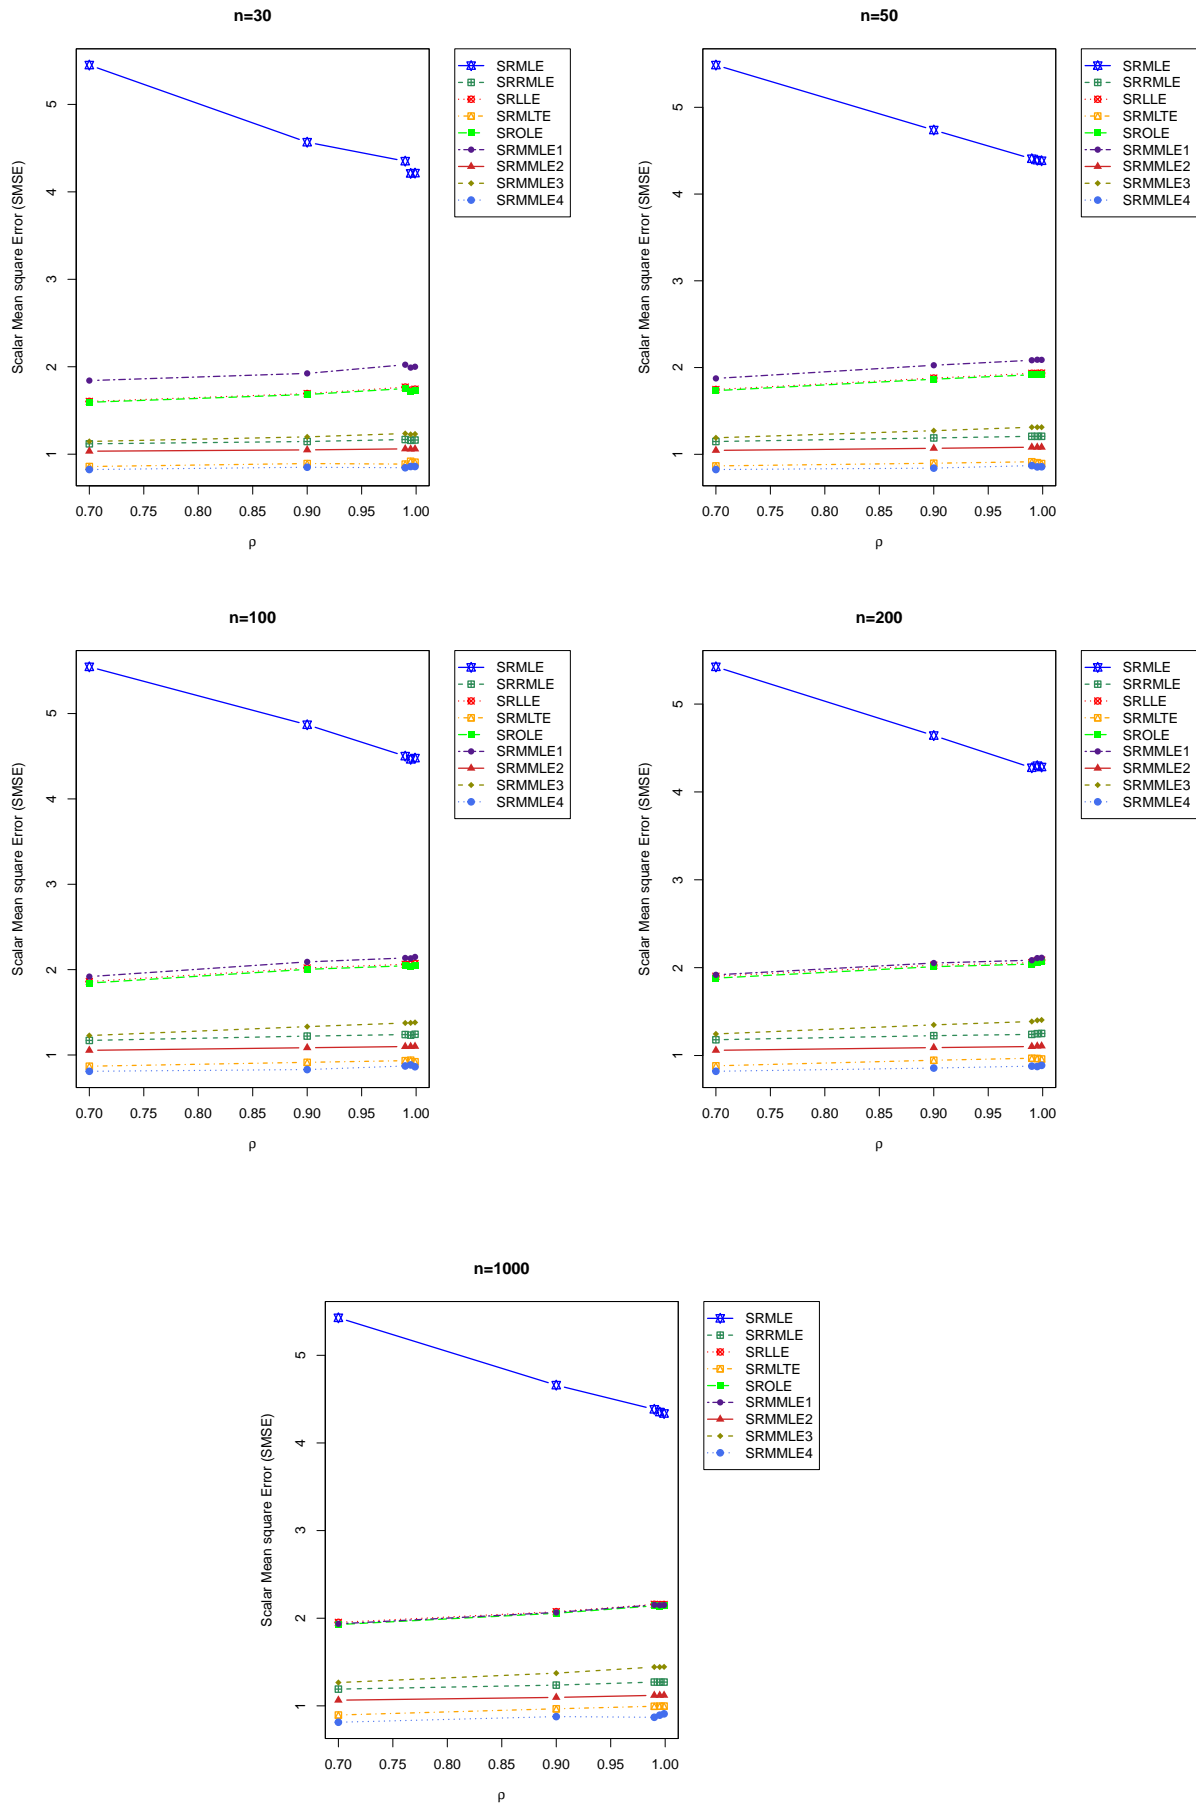 n=30
Scalar Mean square Error (SMSE)
5
4
3
2
1
0.70 0.75 0.80 0.85 0.90 0.95 1.00
ρ
SRMLE
SRRMLE
SRLLE
SRMLTE
SROLE
SRMMLE1
SRMMLE2
SRMMLE3
SRMMLE4
n=50
Scalar Mean square Error (SMSE)
5
4
3
2
1
0.70 0.75 0.80 0.85 0.90 0.95 1.00
ρ
SRMLE
SRRMLE
SRLLE
SRMLTE
SROLE
SRMMLE1
SRMMLE2
SRMMLE3
SRMMLE4
n=100
Scalar Mean square Error (SMSE)
5
4
3
2
1
0.70 0.75 0.80 0.85 0.90 0.95 1.00
ρ
SRMLE
SRRMLE
SRLLE
SRMLTE
SROLE
SRMMLE1
SRMMLE2
SRMMLE3
SRMMLE4
n=200
Scalar Mean square Error (SMSE)
5
4
3
2
1
0.70 0.75 0.80 0.85 0.90 0.95 1.00
ρ
SRMLE
SRRMLE
SRLLE
SRMLTE
SROLE
SRMMLE1
SRMMLE2
SRMMLE3
SRMMLE4
n=1000
Scalar Mean square Error (SMSE)
5
4
3
2
1
0.70 0.75 0.80 0.85 0.90 0.95 1.00
ρ
SRMLE
SRRMLE
SRLLE
SRMLTE
SROLE
SRMMLE1
SRMMLE2
SRMMLE3
SRMMLE4